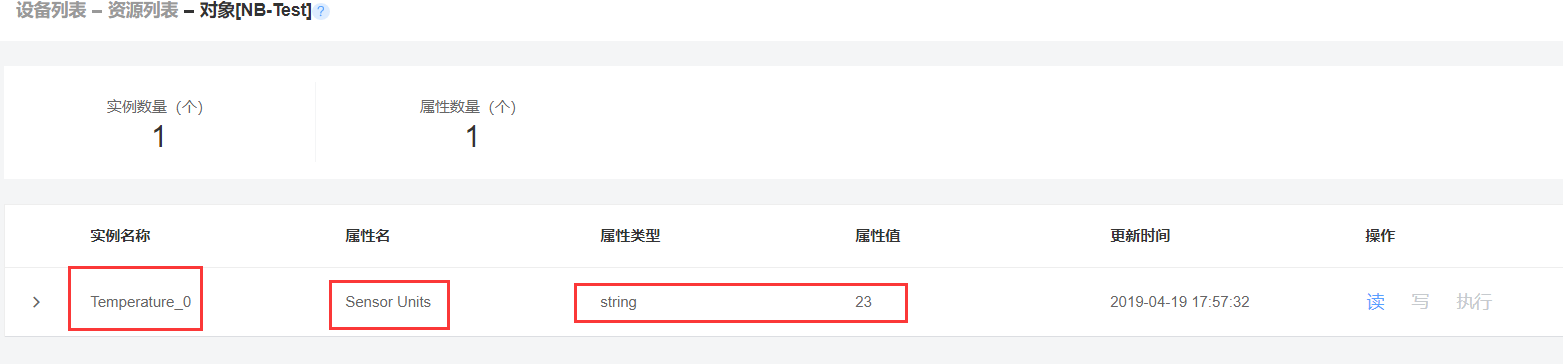 设备列表 – 资源列表 – 对象[NB-Test] ?
实例数量（个） 属性数量（个）
1 1
实例名称 属性名 属性类型 属性值 更新时间 操作
Temperature_0 Sensor Units string 23 2019-04-19 17:57:32 读 写 执行